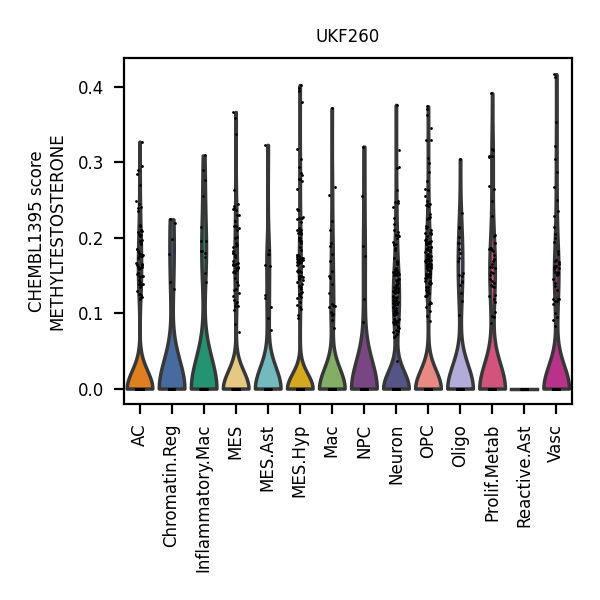 UKF260
CHEMBL1395 score
METHYLTESTOSTERONE
0.4
0.3
0.2
0.1
0.0
AC
Chromatin.Reg
Inflammatory.Mac
MES
MES.Ast
MES.Hyp
Mac
NPC
Neuron
OPC
Oligo
Prolif.Metab
Reactive.Ast
Vasc